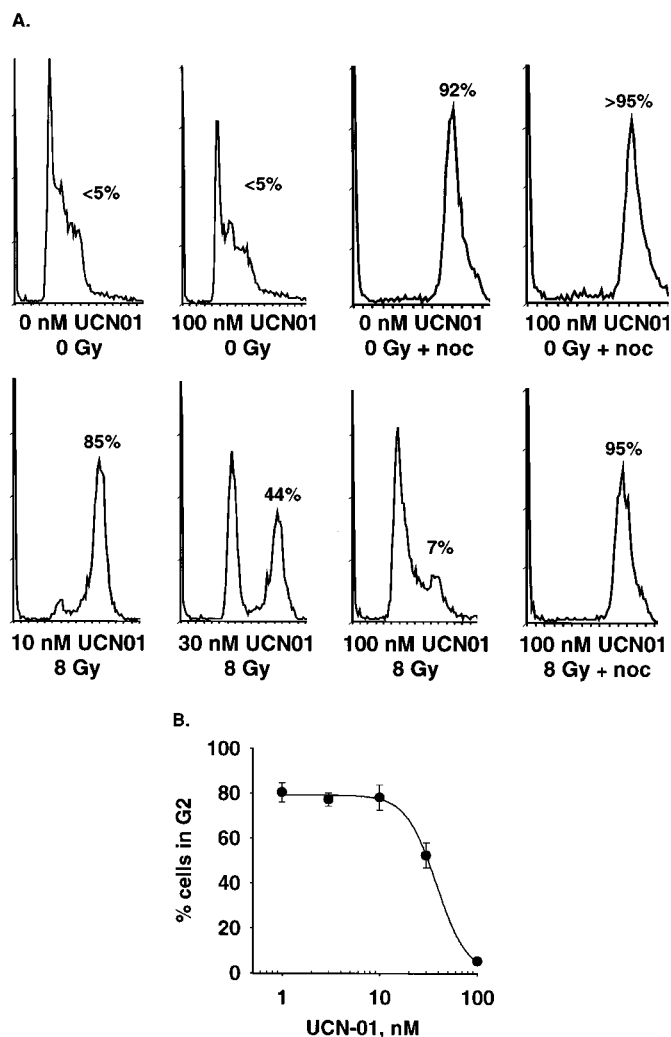 A.
<5%
<5%
92%
>95%
0 nM UCN01
0 Gy
100 nM UCN01
0 Gy
0 nM UCN01
0 Gy + noc
100 nM UCN01
0 Gy + noc
85%
44%
7%
95%
10 nM UCN01
8 Gy
30 nM UCN01
8 Gy
100 nM UCN01
8 Gy
100 nM UCN01
8 Gy + noc
B.
% cells in G2
100
80
60
40
20
0
1
10
100
UCN-01, nM